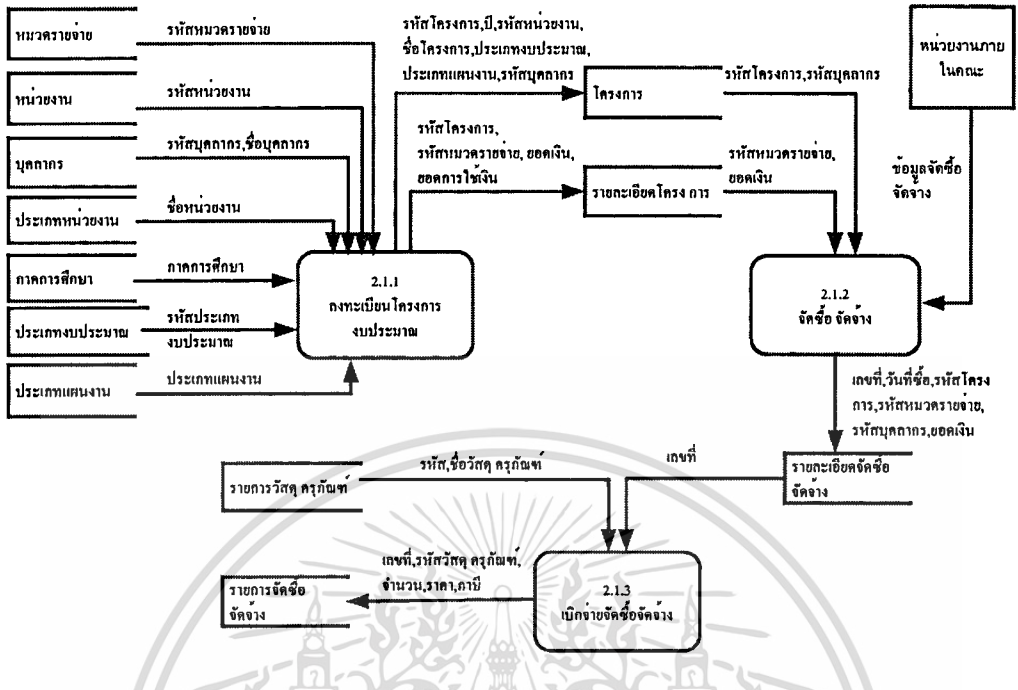 หมวดรายจ่าย
รหัสหมวดรายจ่าย
หน่วยงาน
รหัสหน่วยงาน
บุคลากร
รหัสบุคลากร,ชื่อบุคลากร
ประเภทหน่วยงาน
ชื่อหน่วยงาน
ภาคการศึกษา
ภาคการศึกษา
ประเภทงบประมาณ
รหัสประเภท
งบประมาณ
ประเภทแผนงาน
ประเภทแผนงาน
2.1.1
ลงทะเบียนโครงการ
งบประมาณ
รหัสโครงการ,ปี,รหัสหน่วยงาน,
ชื่อโครงการ,ประเภทงบประมาณ,
ประเภทแผนงาน,รหัสบุคลากร
โครงการ
รหัสโครงการ,รหัสบุคลากร
รหัสโครงการ,
รหัสหมวดรายจ่าย, ยอดเงิน,
ยอดการใช้เงิน
รายละเอียดโครงการ
รหัสหมวดรายจ่าย,
ยอดเงิน
หน่วยงานภาย
ในคณะ
ข้อมูลจัดซื้อ
จัดจ้าง
2.1.2
จัดซื้อ จัดจ้าง
เลขที่,วันที่ซื้อ,รหัสโครง
การ,รหัสหมวดรายจ่าย,
รหัสบุคลากร,ยอดเงิน
รายละเอียดจัดซื้อ
จัดจ้าง
เลขที่
รายการวัสดุ ครุภัณฑ์
รหัส,ชื่อวัสดุ ครุภัณฑ์
2.1.3
เบิกจ่ายจัดซื้อจัดจ้าง
เลขที่,รหัสวัสดุ ครุภัณฑ์,
จำนวน,ราคา,ภาษี
รายการจัดซื้อ
จัดจ้าง